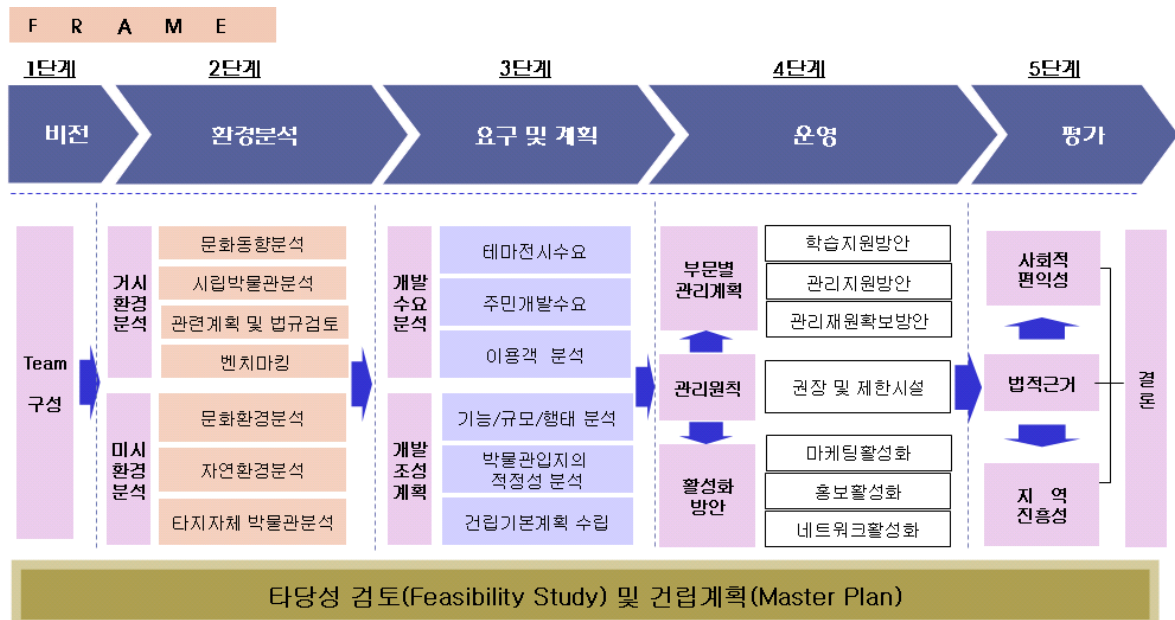 F R A M E
1단계
2단계
3단계
4단계
5단계
비전
환경분석
요구 및 계획
운영
평가
Team
구성
거시
환경
분석
문화동향분석
시립박물관분석
관련계획 및 법규검토
벤치마킹
미시
환경
분석
문화환경분석
자연환경분석
타지자체 박물관분석
개발
수요
분석
테마전시수요
주민개발수요
이용객 분석
개발
조성
계획
기능/규모/행태 분석
박물관입지의
적정성 분석
건립기본계획 수립
부문별
관리계획
학습지원방안
관리지원방안
관리재원확보방안
관리원칙
권장 및 제한시설
활성화
방안
마케팅활성화
홍보활성화
네트워크활성화
사회적
편익성
법적근거
지 역
진흥성
결
론
타당성 검토(Feasibility Study) 및 건립계획(Master Plan)